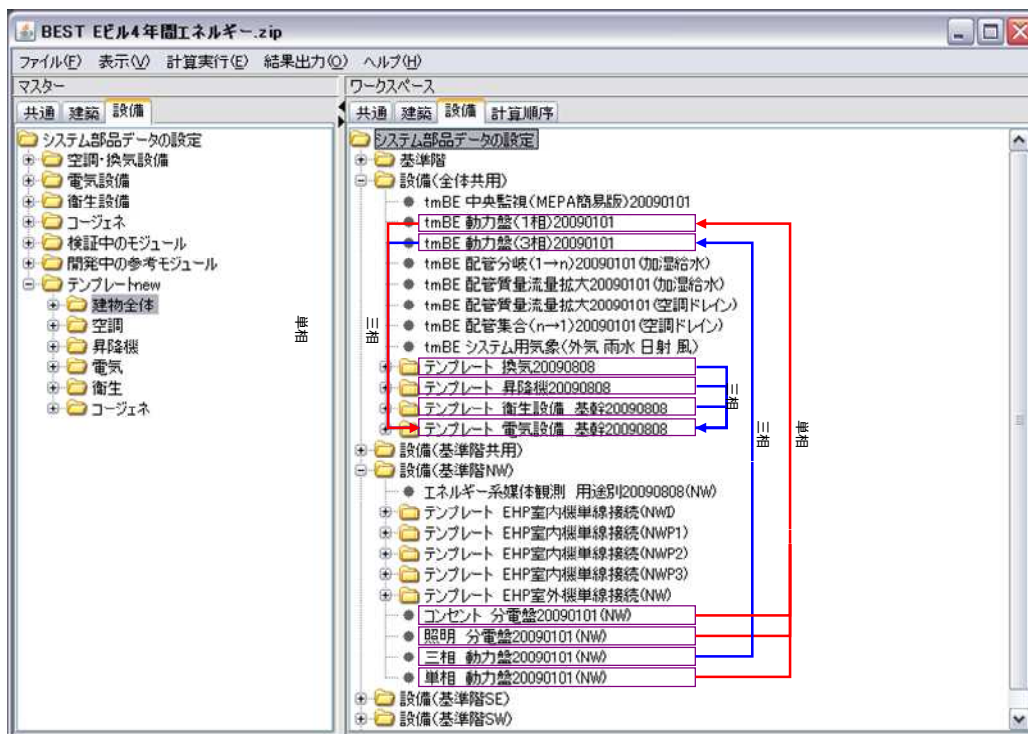 BEST Eビル4年間エネルギー.zip
ファイル(F) 表示(V) 計算実行(E) 結果出力(O) ヘルプ(H)
マスター
共通 建築 設備
システム部品データの設定
空調・換気設備
電気設備
衛生設備
コージェネ
検証中のモジュール
開発中の参考モジュール
テンプレートnew
建物全体
空調
昇降機
電気
衛生
コージェネ
ワークスペース
共通 建築 設備 計算順序
システム部品データの設定
基準階
設備(全体共用)
tmBE 中央監視(MEPA簡易版)20090101
tmBE 動力盤(1相)20090101
tmBE 動力盤(3相)20090101
tmBE 配管分岐(1→n)20090101(加湿給水)
tmBE 配管質量流量拡大20090101(加湿給水)
tmBE 配管質量流量拡大20090101(空調ドレイン)
tmBE 配管集合(n→1)20090101(空調ドレイン)
tmBE システム用気象(外気 雨水 日射 風)
テンプレート 換気20090808
テンプレート 昇降機20090808
テンプレート 衛生設備 基幹20090808
テンプレート 電気設備 基幹20090808
設備(基準階共用)
設備(基準階NW)
エネルギー系媒体観測 用途別20090808(NW)
テンプレート EHP室内機単線接続(NWI)
テンプレート EHP室内機単線接続(NWP1)
テンプレート EHP室内機単線接続(NWP2)
テンプレート EHP室内機単線接続(NWP3)
テンプレート EHP室外機単線接続(NW)
コンセント 分電盤20090101(NW)
照明 分電盤20090101(NW)
三相 動力盤20090101(NW)
単相 動力盤20090101(NW)
設備(基準階SE)
設備(基準階SW)
単相
三相
三相
三相
単相